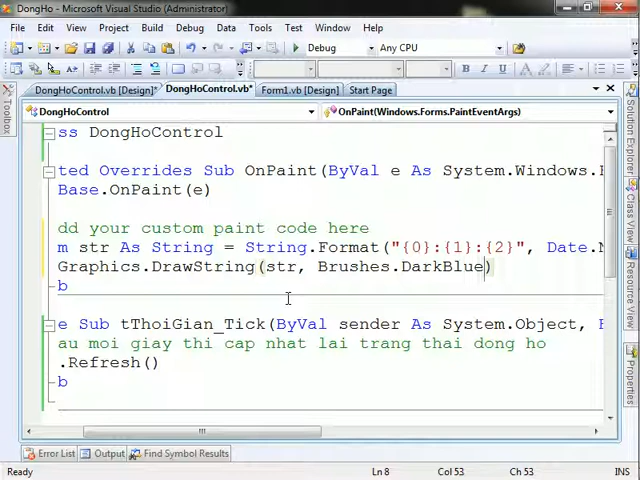 DongHo - Microsoft Visual Studio (Administrator)
File Edit View Project Build Debug Data Tools Test Window Help
Debug Any CPU
B I U A
DongHoControl.vb [Design]* DongHoControl.vb* Form1.vb [Design] Start Page
DongHoControl OnPaint(Windows.Forms.PaintEventArgs)
ss DongHoControl
ted Overrides Sub OnPaint(ByVal e As System.Windows.F
Base.OnPaint(e)
dd your custom paint code here
m str As String = String.Format("{0}:{1}:{2}", Date.N
Graphics.DrawString(str, Brushes.DarkBlue)
b
e Sub tThoiGian_Tick(ByVal sender As System.Object, B
au moi giay thi cap nhat lai trang thai dong ho
.Refresh()
b
Toolbox
Solution Explorer
Properties
Error List Output Find Symbol Results
Ready Ln 8 Col 53 Ch 53